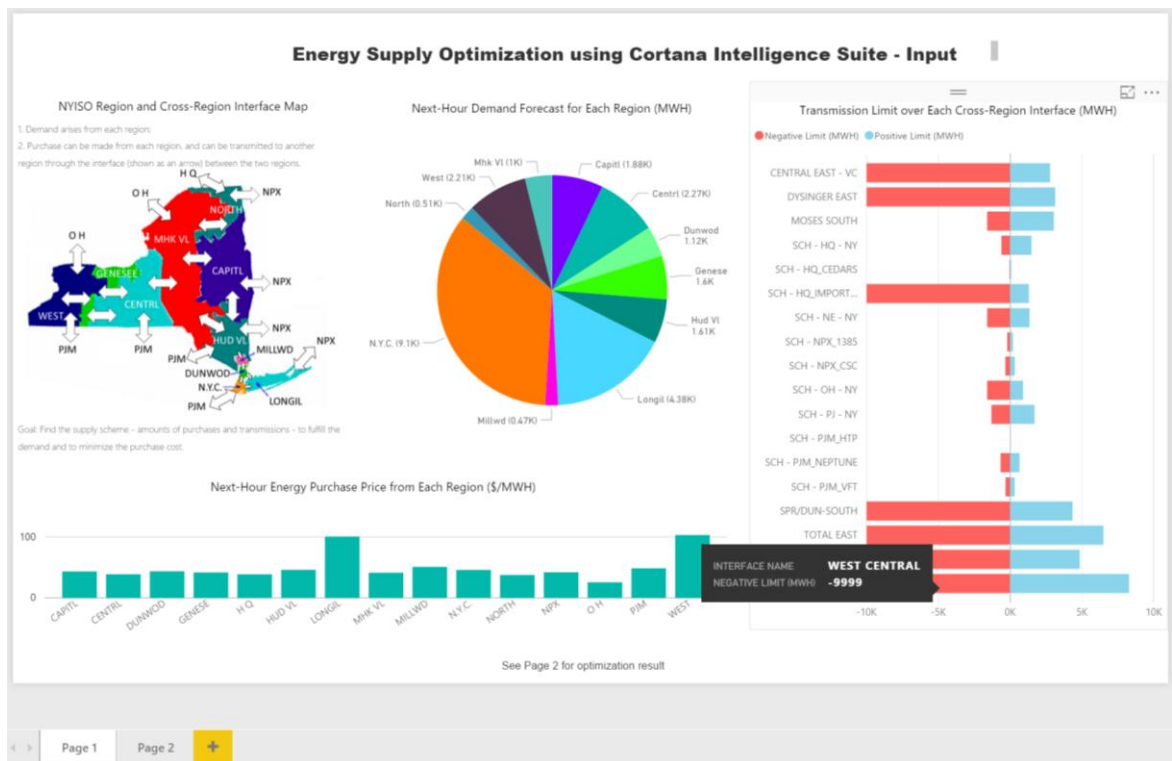 Energy Supply Optimization using Cortana Intelligence Suite - Input
NYISO Region and Cross-Region Interface Map
1. Demand arises from each region;
2. Purchase can be made from each region, and can be transmitted to another
region through the interface (shown as an arrow) between the two regions.
H Q
O H
NPX
NORTH
O H
MHK VL
GENESEE
CAPITL
NPX
CENTRL
WEST
NPX
PJM
PJM
HUD VL
NPX
PJM
MILLWD
DUNWOD
N.Y.C.
LONGIL
PJM
Goal: Find the supply scheme - amounts of purchases and transmissions - to fulfill the
demand and to minimize the purchase cost.
Next-Hour Demand Forecast for Each Region (MWH)
Mhk Vl (1K)
Capitl (1.88K)
West (2.21K)
Centrl (2.27K)
North (0.51K)
Dunwod
1.12K
Genese
1.6K
Hud Vl
1.61K
N.Y.C. (9.1K)
Longil (4.38K)
Millwd (0.47K)
Transmission Limit over Each Cross-Region Interface (MWH)
Negative Limit (MWH) Positive Limit (MWH)
CENTRAL EAST - VC
DYSINGER EAST
MOSES SOUTH
SCH - HQ - NY
SCH - HQ_CEDARS
SCH - HQ_IMPORT...
SCH - NE - NY
SCH - NPX_1385
SCH - NPX_CSC
SCH - OH - NY
SCH - PJ - NY
SCH - PJM_HTP
SCH - PJM_NEPTUNE
SCH - PJM_VFT
SPR/DUN-SOUTH
TOTAL EAST
INTERFACE NAME WEST CENTRAL
NEGATIVE LIMIT (MWH) -9999
-10K -5K 0K 5K 10K
Next-Hour Energy Purchase Price from Each Region ($/MWH)
100
0
CAPITL CENTRL DUNWOD GENESE H Q HUD VL LONGIL MHK VL MILLWD N.Y.C. NORTH NPX O H PJM WEST
See Page 2 for optimization result
Page 1 Page 2 +